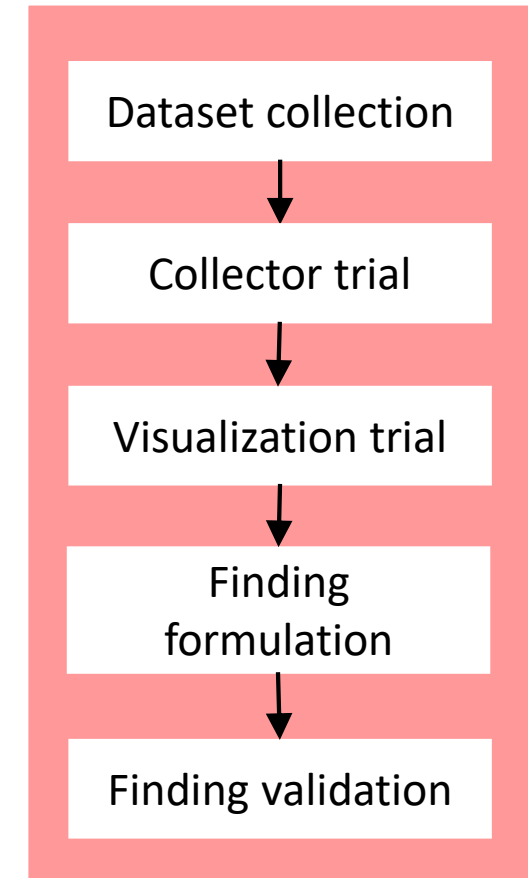 Dataset collection
Collector trial
Visualization trial
Finding
formulation
Finding validation